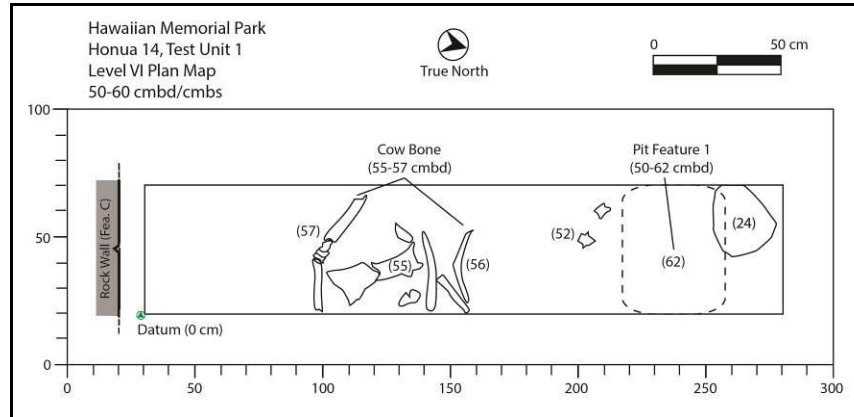 Hawaiian Memorial Park
Honua 14, Test Unit 1
Level VI Plan Map
50-60 cmbd/cmbs
True North
0 50 cm
100
50
0
Cow Bone
(55-57 cmbd)
Pit Feature 1
(50-62 cmbd)
Rock Wall (Fea. C)
(57)
(55)
(56)
(52)
(62)
(24)
Datum (0 cm)
0 50 100 150 200 250 300